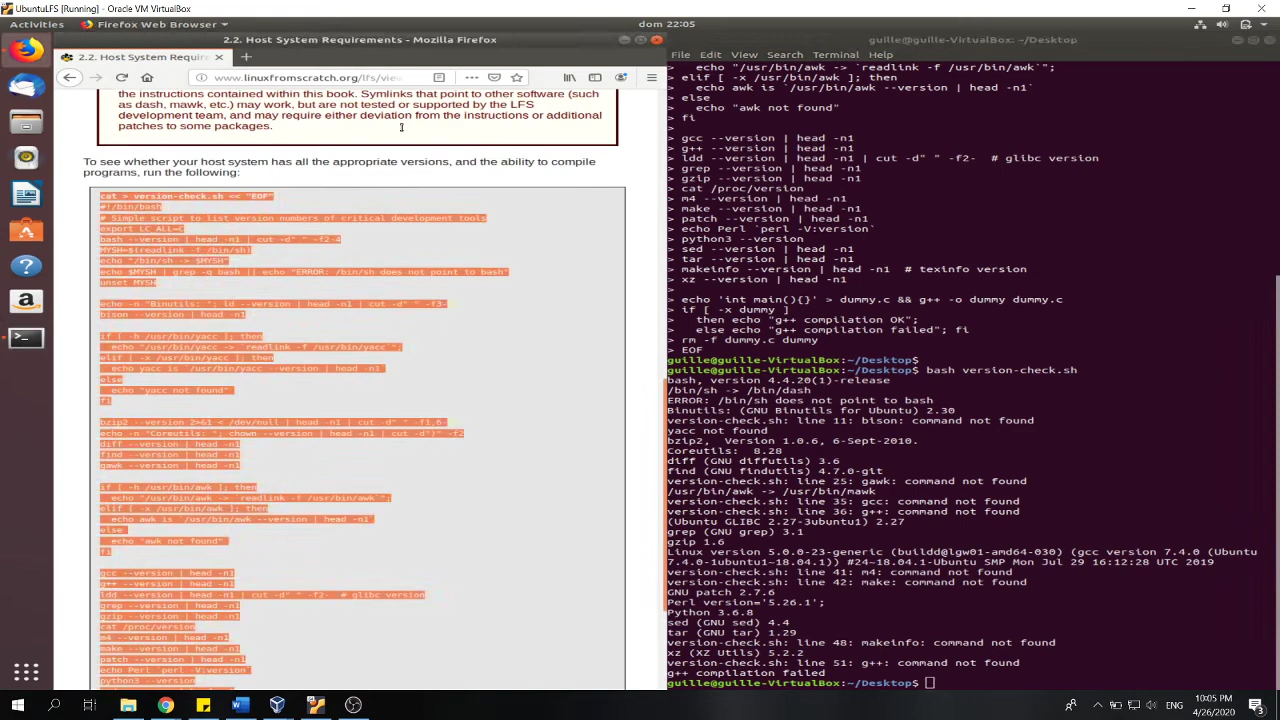 UbuntuLFS [Running] - Oracle VM VirtualBox
Activities
Firefox Web Browser
dom 22:05
2.2. Host System Requirements - Mozilla Firefox
2.2. Host System Require
www.linuxfromscratch.org/lfs/view
the instructions contained within this book. Symlinks that point to other software (such
as dash, mawk, etc.) may work, but are not tested or supported by the LFS
development team, and may require either deviation from the instructions or additional
patches to some packages.
To see whether your host system has all the appropriate versions, and the ability to compile
programs, run the following:
cat > version-check.sh << "EOF"
#!/bin/bash
# Simple script to list version numbers of critical development tools
export LC_ALL=C
bash --version | head -n1 | cut -d" " -f2-4
MYSH=$(readlink -f /bin/sh)
echo "/bin/sh -> $MYSH"
echo $MYSH | grep -q bash || echo "ERROR: /bin/sh does not point to bash"
unset MYSH
echo -n "Binutils: "; ld --version | head -n1 | cut -d" " -f3-
bison --version | head -n1
if [ -h /usr/bin/yacc ]; then
echo "/usr/bin/yacc -> `readlink -f /usr/bin/yacc`";
elif [ -x /usr/bin/yacc ]; then
echo yacc is `/usr/bin/yacc --version | head -n1`
else
echo "yacc not found"
fi
bzip2 --version 2>&1 < /dev/null | head -n1 | cut -d" " -f1,6-
echo -n "Coreutils: "; chown --version | head -n1 | cut -d")" -f2
diff --version | head -n1
find --version | head -n1
gawk --version | head -n1
if [ -h /usr/bin/awk ]; then
echo "/usr/bin/awk -> `readlink -f /usr/bin/awk`";
elif [ -x /usr/bin/awk ]; then
echo awk is `/usr/bin/awk --version | head -n1`
else
echo "awk not found"
fi
gcc --version | head -n1
g++ --version | head -n1
ldd --version | head -n1 | cut -d" " -f2-  # glibc version
grep --version | head -n1
gzip --version | head -n1
cat /proc/version
m4 --version | head -n1
make --version | head -n1
patch --version | head -n1
echo Perl `perl -V:version`
python3 --version
guille@guille-VirtualBox: ~/Desktop
File Edit View Search Terminal Help
> echo "/usr/bin/awk -> `readlink -f /usr/bin/awk`";
> elif [ -x /usr/bin/awk ]; then
> echo awk is `/usr/bin/awk --version | head -n1`
> else
> echo "awk not found"
> fi
>
> gcc --version | head -n1
> g++ --version | head -n1
> ldd --version | head -n1 | cut -d" " -f2-  # glibc version
> grep --version | head -n1
> gzip --version | head -n1
> cat /proc/version
> m4 --version | head -n1
> make --version | head -n1
> patch --version | head -n1
> echo Perl `perl -V:version`
> python3 --version
> sed --version | head -n1
> tar --version | head -n1
> makeinfo --version | head -n1  # texinfo version
> xz --version | head -n1
>
> echo 'int main(){}' > dummy.c && g++ -o dummy dummy.c
> if [ -x dummy ]
> then echo "g++ compilation OK";
> else echo "g++ compilation failed"; fi
> rm -f dummy.c dummy
> EOF
guille@guille-VirtualBox:~/Desktop$
guille@guille-VirtualBox:~/Desktop$ bash version-check.sh
bash, version 4.4.20(1)-release
/bin/sh -> /bin/dash
ERROR: /bin/sh does not point to bash
Binutils: (GNU Binutils for Ubuntu) 2.30
version-check.sh: line 10: bison: command not found
yacc not found
bzip2, Version 1.0.6, 6-Sept-2010.
Coreutils:  8.28
diff (GNU diffutils) 3.6
find (GNU findutils) 4.7.0-git
version-check.sh: line 25: gawk: command not found
/usr/bin/awk -> /usr/bin/mawk
version-check.sh: line 35: gcc: command not found
version-check.sh: line 36: g++: command not found
(Ubuntu GLIBC 2.27-3ubuntu1) 2.27
grep (GNU grep) 3.1
gzip 1.6
Linux version 5.0.0-23-generic (buildd@lgw01-amd64-030) (gcc version 7.4.0 (Ubuntu
7.4.0-1ubuntu1~18.04.1)) #24~18.04.1-Ubuntu SMP Mon Jul 29 16:12:28 UTC 2019
version-check.sh: line 41: m4: command not found
version-check.sh: line 42: make: command not found
GNU patch 2.7.6
Perl version='5.26.1';
Python 3.6.8
sed (GNU sed) 4.4
tar (GNU tar) 1.29
version-check.sh: line 48: makeinfo: command not found
xz (XZ Utils) 5.2.2
version-check.sh: line 51: g++: command not found
g++ compilation failed
guille@guille-VirtualBox:~/Desktop$
10:05 PM
4/26/2020